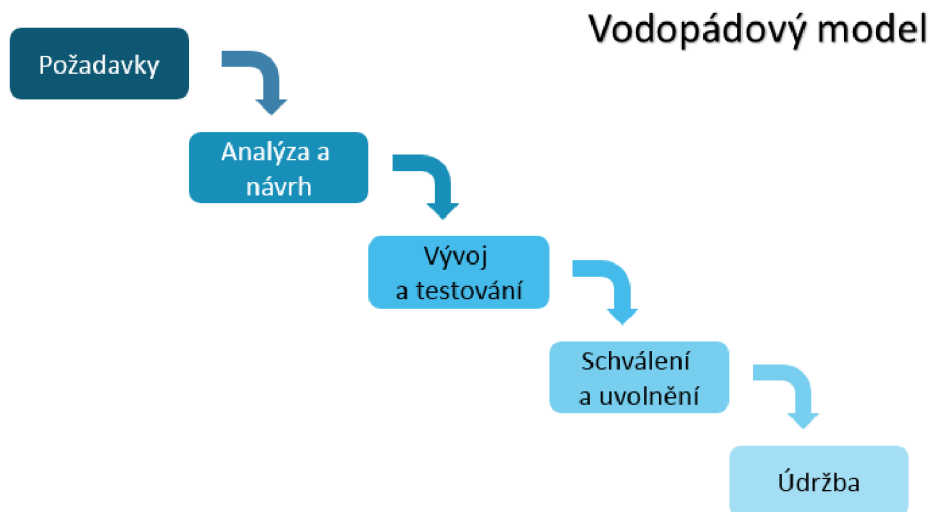 Vodopádový model
Požadavky
Analýza a
návrh
Vývoj
a testování
Schválení
a uvolnění
Údržba